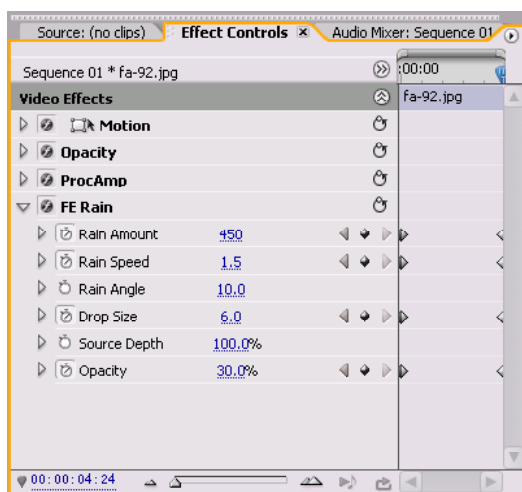 Source: (no clips) Effect Controls Audio Mixer: Sequence 01
Sequence 01 * fa-92.jpg :00:00
Video Effects fa-92.jpg
Motion
Opacity
ProcAmp
FE Rain
Rain Amount 450
Rain Speed 1.5
Rain Angle 10.0
Drop Size 6.0
Source Depth 100.0%
Opacity 30.0%
00:00:04:24